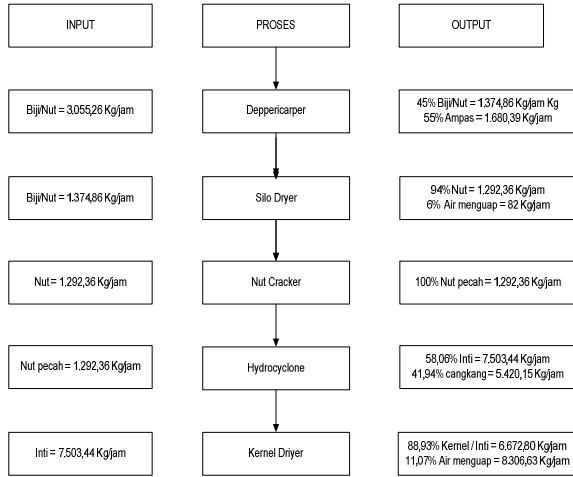 INPUT
PROSES
OUTPUT
Biji/Nut = 3,055,26 Kg/jam
Deppericarper
45% Biji/Nut = 1.374,86 Kg/jam Kg
55% Ampas = 1.680,39 Kg/jam
Biji/Nut = 1.374,86 Kg/jam
Silo Dryer
94% Nut = 1.292,36 Kg/jam
6% Air menguap = 82 Kg/jam
Nut = 1.292,36 Kg/jam
Nut Cracker
100% Nut pecah = 1.292,36 Kg/jam
Nut pecah = 1.292,36 Kg/jam
Hydrocyclone
58,06% Inti = 7,503,44 Kg/jam
41,94% cangkang = 5.420,15 Kg/jam
Inti = 7,503,44 Kg/jam
Kernel Driyer
88,93% Kernel / Inti = 6,672,80 Kg/jam
11,07% Air menguap = 8.306,63 Kg/jam